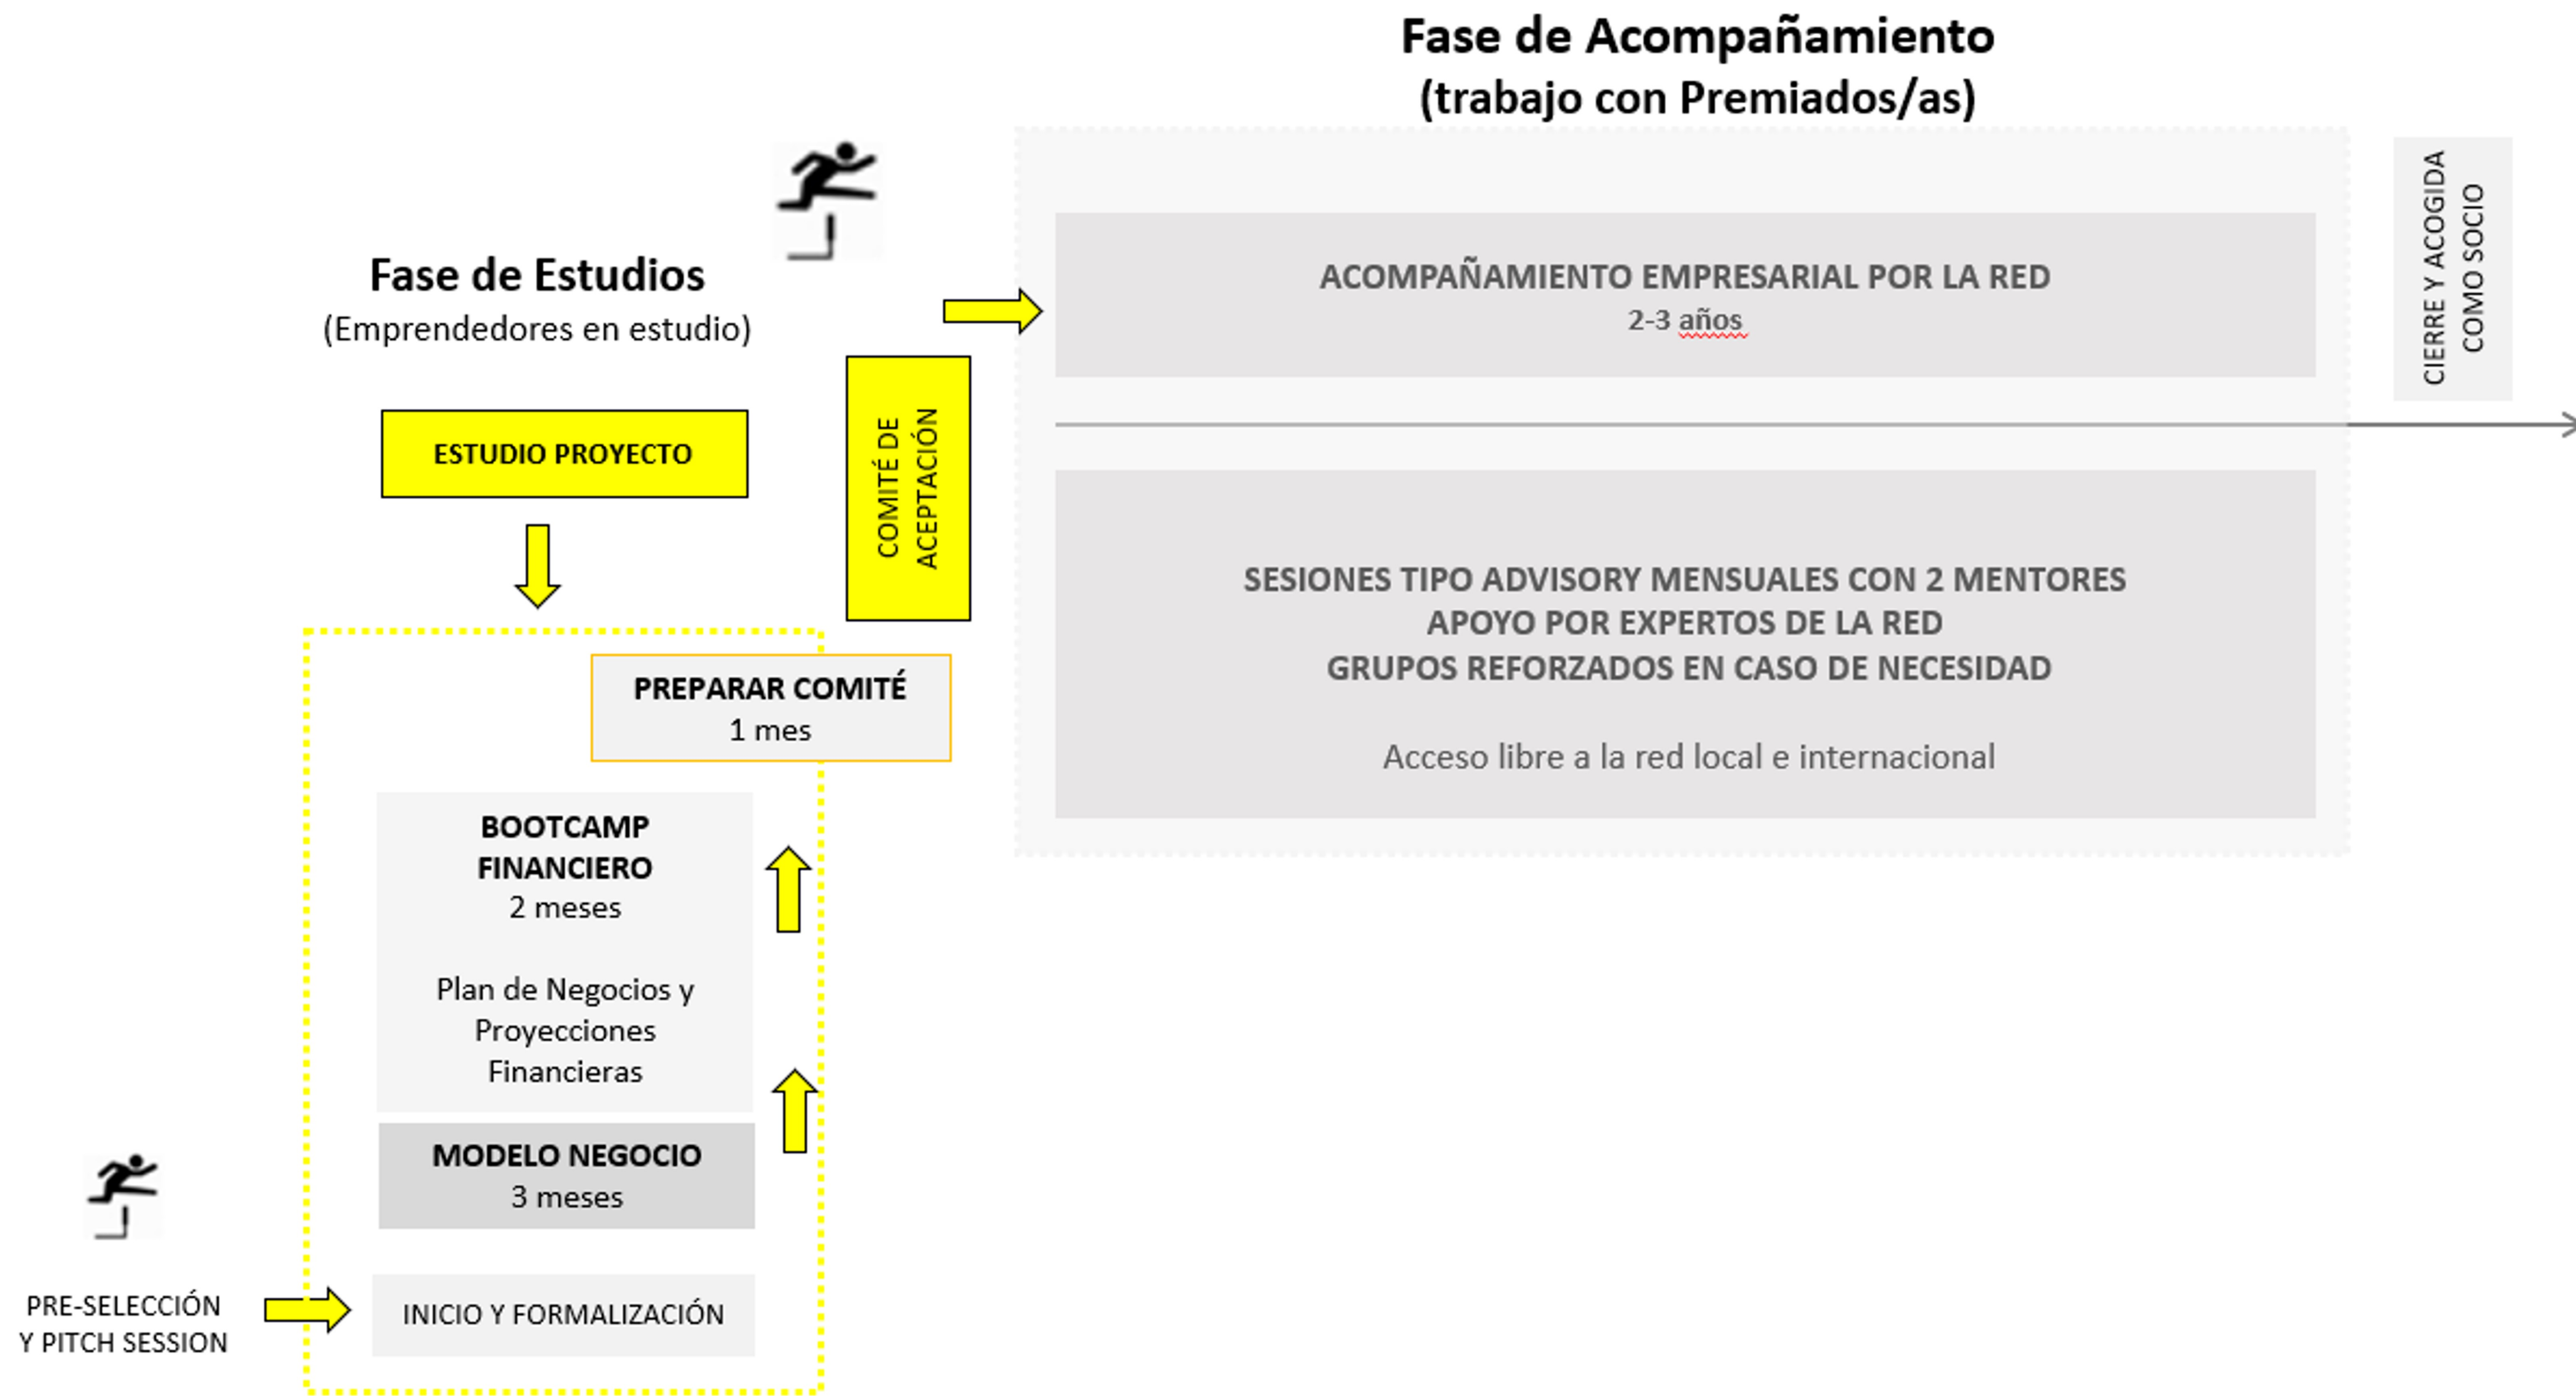 Fase de Acompañamiento
(trabajo con Premiados/as)
Fase de Estudios
(Emprendedores en estudio)
ESTUDIO PROYECTO
COMITÉ DE
ACEPTACIÓN
PREPARAR COMITÉ
1 mes
BOOTCAMP
FINANCIERO
2 meses
Plan de Negocios y
Proyecciones
Financieras
MODELO NEGOCIO
3 meses
INICIO Y FORMALIZACIÓN
PRE-SELECCIÓN
Y PITCH SESSION
ACOMPAÑAMIENTO EMPRESARIAL POR LA RED
2-3 años
SESIONES TIPO ADVISORY MENSUALES CON 2 MENTORES
APOYO POR EXPERTOS DE LA RED
GRUPOS REFORZADOS EN CASO DE NECESIDAD
Acceso libre a la red local e internacional
CIERRE Y ACOGIDA
COMO SOCIO